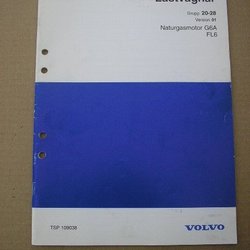 Lastvagnar
Grupp 20-28
Version 01
Naturgasmotor G6A
FL6
TSP 109038
VOLVO